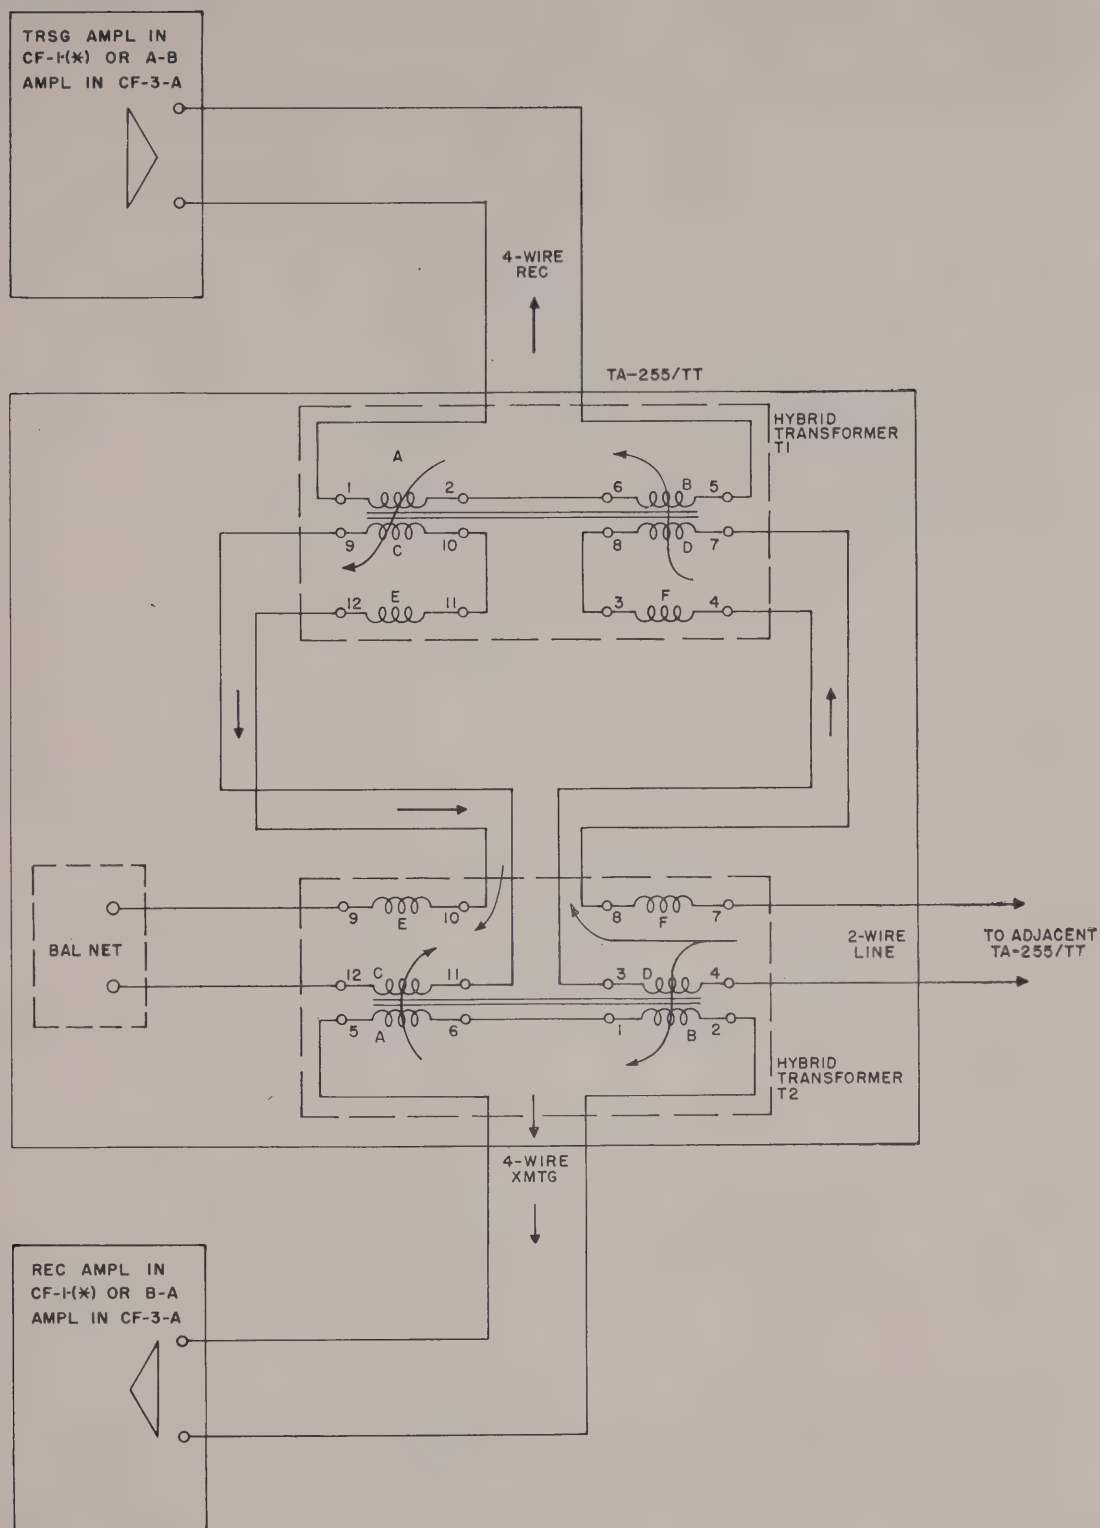 TRSG AMPL IN
CF-1-(*) OR A-B
AMPL IN CF-3-A
4-WIRE
REC
TA-255/TT
HYBRID
TRANSFORMER
T1
A
1 2 6 B 5
9 C 10 8 D 7
12 E 11 3 F 4
BAL NET
9 E 10 8 F 7
12 C 11 3 D 4
5 A 6 1 B 2
2-WIRE
LINE
TO ADJACENT
TA-255/TT
HYBRID
TRANSFORMER
T2
4-WIRE
XMTG
REC AMPL IN
CF-1-(*) OR B-A
AMPL IN CF-3-A